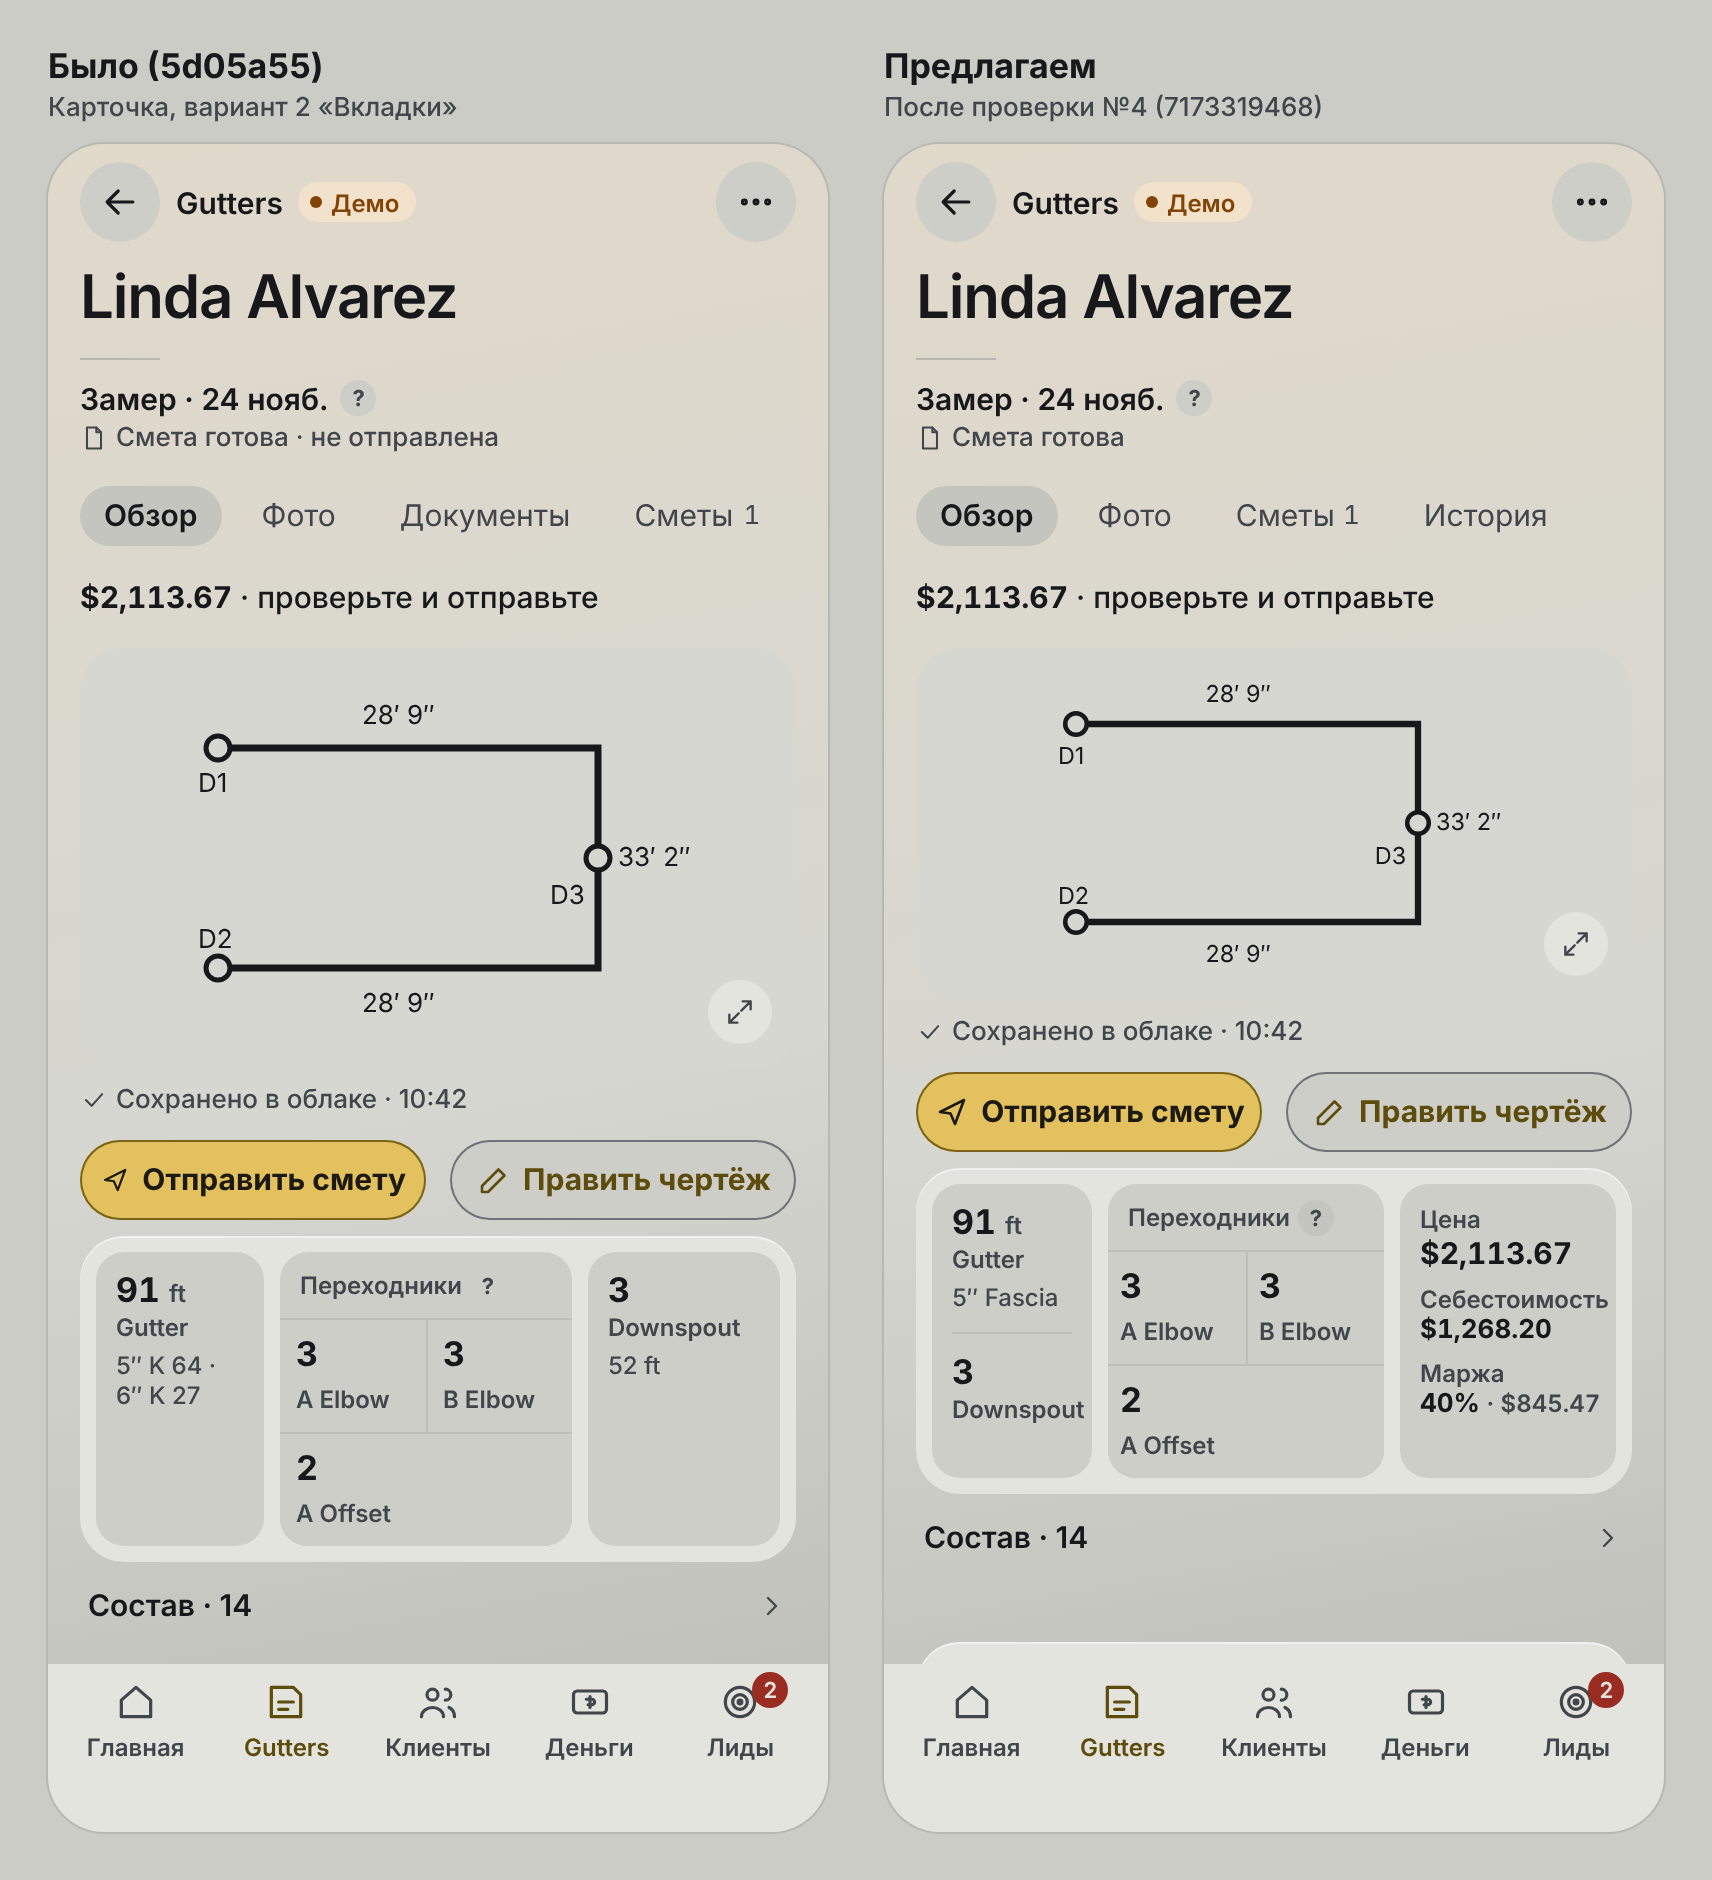 Было (5d05a55)
Карточка, вариант 2 «Вкладки»
Gutters
Демо
Linda Alvarez
Замер · 24 нояб. ?
Смета готова · не отправлена
Обзор Фото Документы Сметы 1
$2,113.67 · проверьте и отправьте
28′ 9″
D1
33′ 2″
D3
D2
28′ 9″
Сохранено в облаке · 10:42
Отправить смету
Править чертёж
91 ft
Gutter
5″ K 64 ·
6″ K 27
Переходники ?
3
A Elbow
3
B Elbow
2
A Offset
3
Downspout
52 ft
Состав · 14
Главная
Gutters
Клиенты
Деньги
Лиды
2
Предлагаем
После проверки №4 (7173319468)
Gutters
Демо
Linda Alvarez
Замер · 24 нояб. ?
Смета готова
Обзор Фото Сметы 1 История
$2,113.67 · проверьте и отправьте
28′ 9″
D1
33′ 2″
D3
D2
28′ 9″
Сохранено в облаке · 10:42
Отправить смету
Править чертёж
91 ft
Gutter
5″ Fascia
3
Downspout
Переходники ?
3
A Elbow
3
B Elbow
2
A Offset
Цена
$2,113.67
Себестоимость
$1,268.20
Маржа
40% · $845.47
Состав · 14
Главная
Gutters
Клиенты
Деньги
Лиды
2